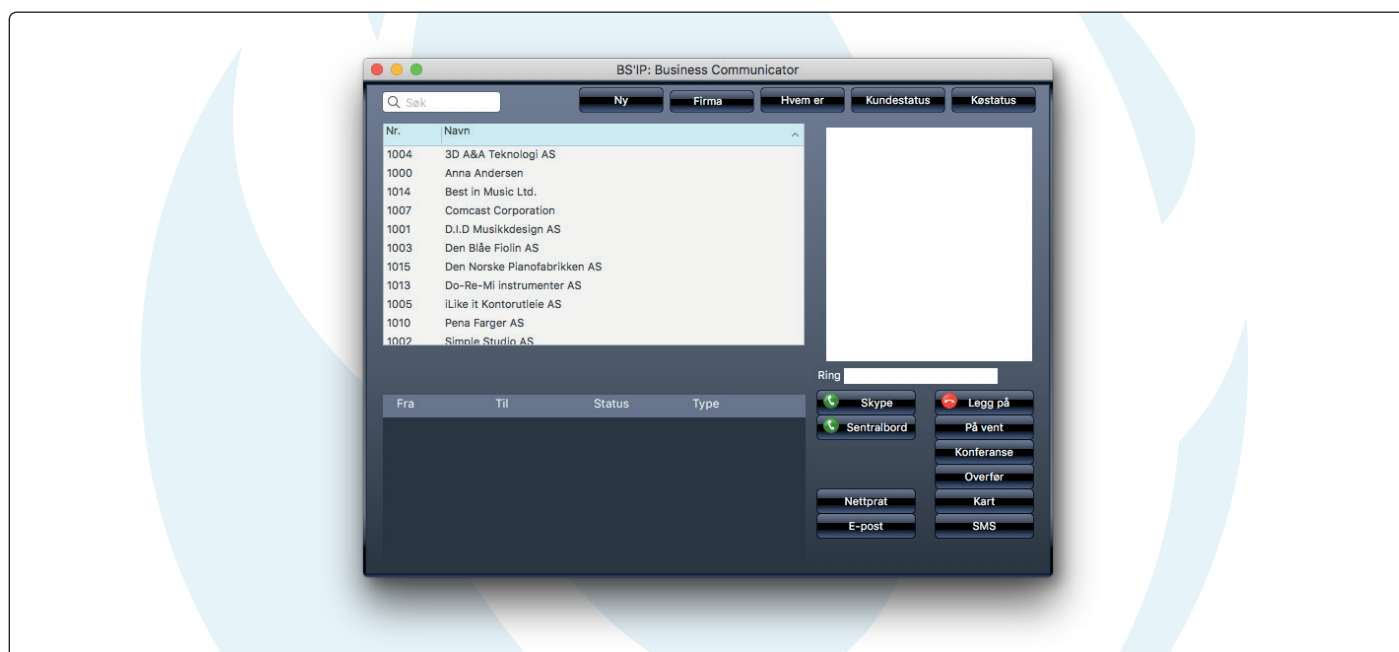 BS'IP: Business Communicator
Søk
Ny Firma Hvem er Kundestatus Køstatus
Nr. Navn
1004 3D A&A Teknologi AS
1000 Anna Andersen
1014 Best in Music Ltd.
1007 Comcast Corporation
1001 D.I.D Musikkdesign AS
1003 Den Blåe Fiolin AS
1015 Den Norske Pianofabrikken AS
1013 Do-Re-Mi instrumenter AS
1005 iLike it Kontorutleie AS
1010 Pena Farger AS
1002 Simple Studio AS
Ring
Fra Til Status Type
Skype Legg på
Sentralbord På vent
Konferanse
Overfør
Nettprat Kart
E-post SMS